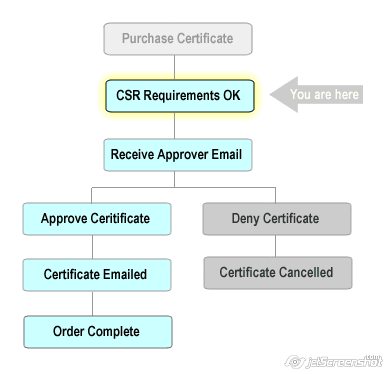 Purchase Certificate
CSR Requirements OK
You are here
Receive Approver Email
Approve Ceritificate
Deny Certificate
Certificate Emailed
Certificate Cancelled
Order Complete
jetScreenshot
.com